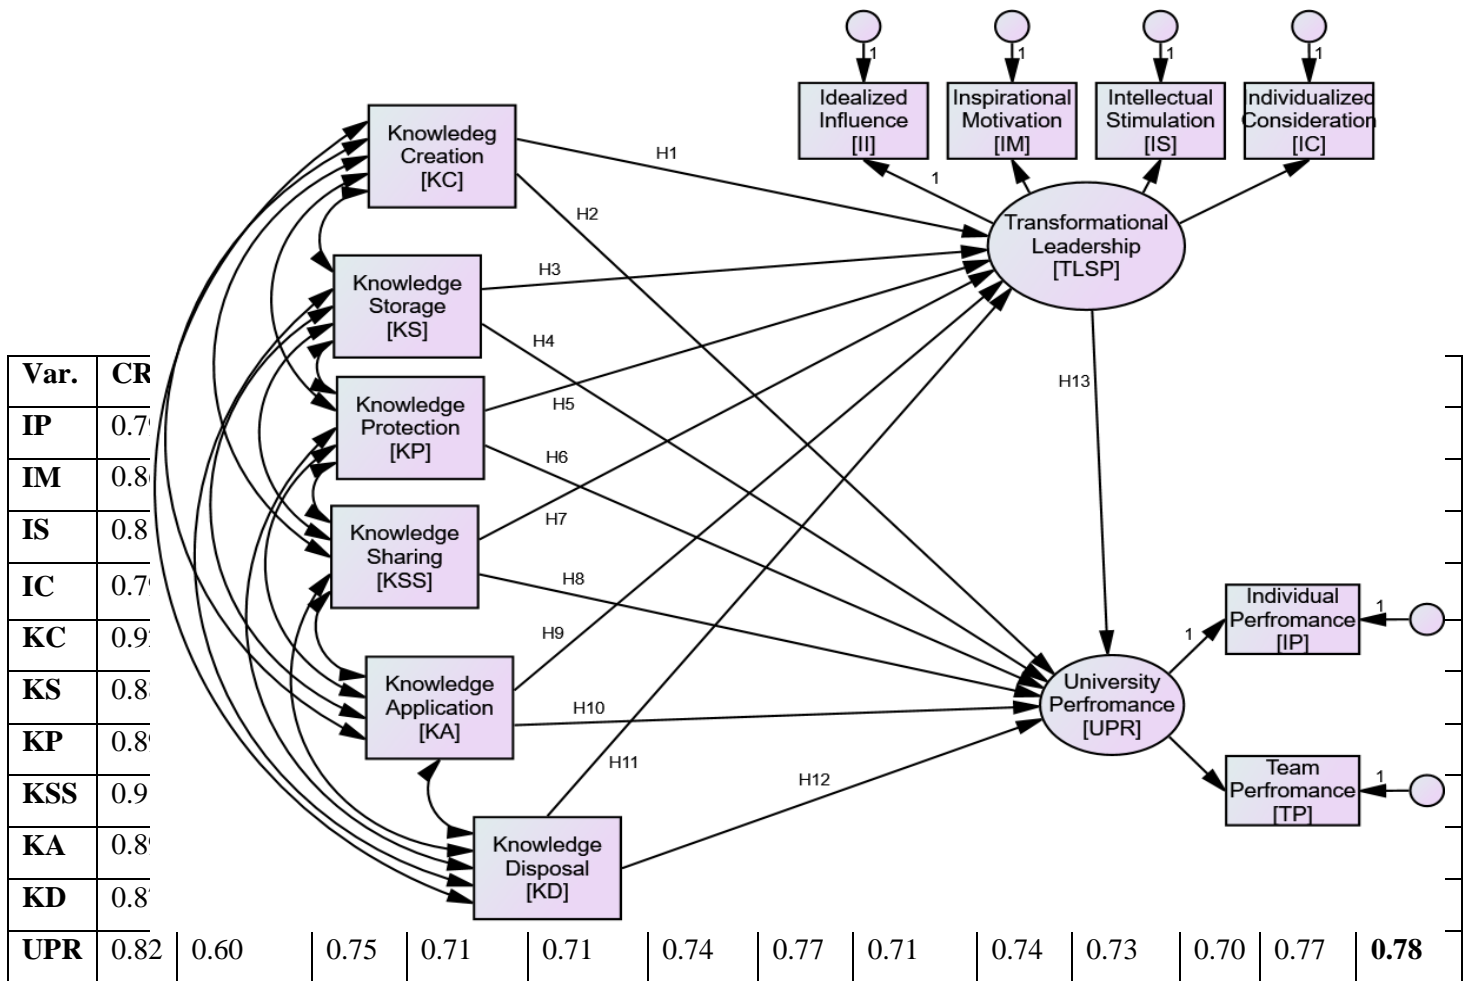 1
1
1
1
Idealized
Influence
[II]
Inspirational
Motivation
[IM]
Intellectual
Stimulation
[IS]
ndividualized
Consideration
[IC]
1
Transformational
Leadership
[TLSP]
Knowledeg
Creation
[KC]
H1
H2
Knowledge
Storage
[KS]
H3
H4
Knowledge
Protection
[KP]
H5
H6
Knowledge
Sharing
[KSS]
H7
H8
Knowledge
Application
[KA]
H9
H10
Knowledge
Disposal
[KD]
H11
H12
H13
University
Perfromance
[UPR]
1
Individual
Perfromance
[IP]
1
Team
Perfromance
[TP]
1
Var. CR
IP
IM
IS
IC
KC
KS
KP
KSS
KA
KD
UPR 0.82 0.60 0.75 0.71 0.71 0.74 0.77 0.71 0.74 0.73 0.70 0.77 0.78